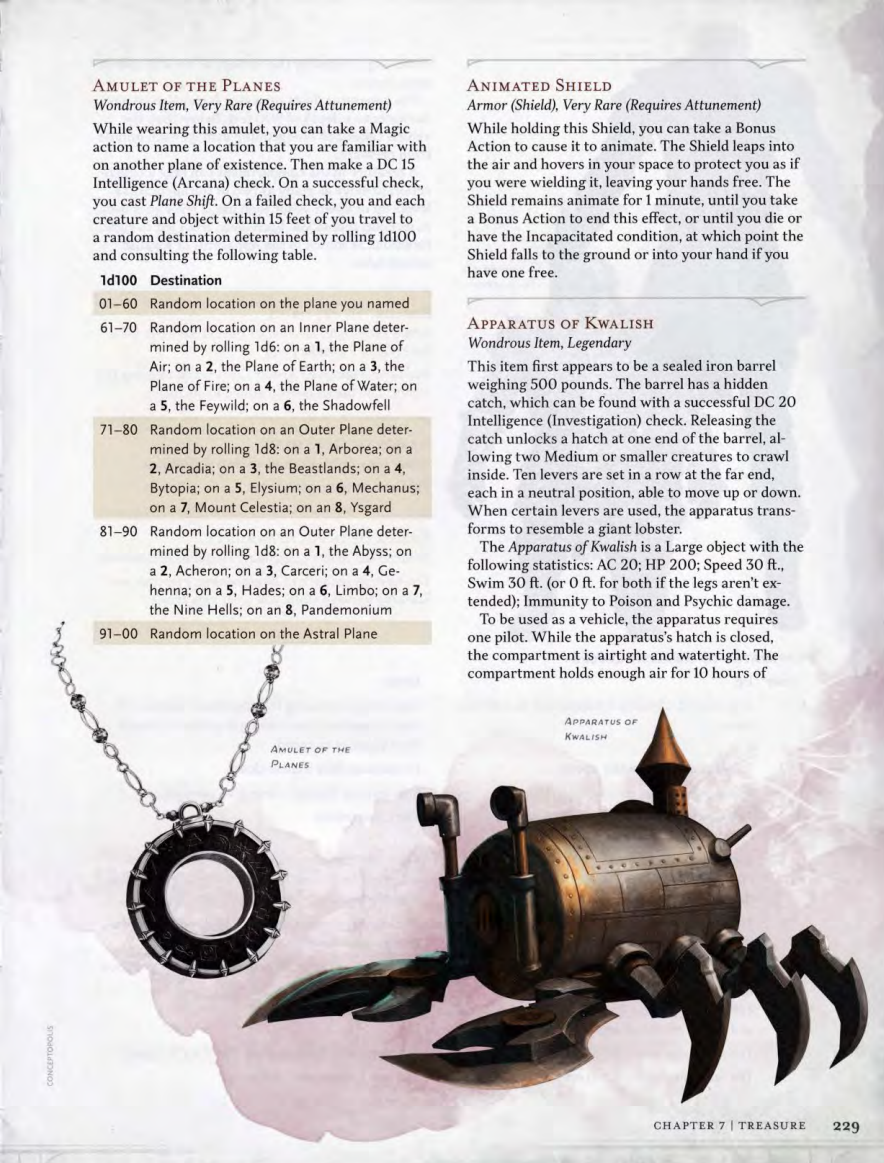 AMULET OF THE PLANES
Wondrous Item, Very Rare (Requires Attunement)
While wearing this amulet, you can take a Magic
action to name a location that you are familiar with
on another plane of existence. Then make a DC 15
Intelligence (Arcana) check. On a successful check,
you cast Plane Shift. On a failed check, you and each
creature and object within 15 feet of you travel to
a random destination determined by rolling 1d100
and consulting the following table.
1d100 Destination
01–60 Random location on the plane you named
61–70 Random location on an Inner Plane deter-
mined by rolling 1d6: on a 1, the Plane of
Air; on a 2, the Plane of Earth; on a 3, the
Plane of Fire; on a 4, the Plane of Water; on
a 5, the Feywild; on a 6, the Shadowfell
71–80 Random location on an Outer Plane deter-
mined by rolling 1d8: on a 1, Arborea; on a
2, Arcadia; on a 3, the Beastlands; on a 4,
Bytopia; on a 5, Elysium; on a 6, Mechanus;
on a 7, Mount Celestia; on an 8, Ysgard
81–90 Random location on an Outer Plane deter-
mined by rolling 1d8: on a 1, the Abyss; on
a 2, Acheron; on a 3, Carceri; on a 4, Ge-
henna; on a 5, Hades; on a 6, Limbo; on a 7,
the Nine Hells; on an 8, Pandemonium
91–00 Random location on the Astral Plane
AMULET OF THE
PLANES
CONCEPTOPOLIS
ANIMATED SHIELD
Armor (Shield), Very Rare (Requires Attunement)
While holding this Shield, you can take a Bonus
Action to cause it to animate. The Shield leaps into
the air and hovers in your space to protect you as if
you were wielding it, leaving your hands free. The
Shield remains animate for 1 minute, until you take
a Bonus Action to end this effect, or until you die or
have the Incapacitated condition, at which point the
Shield falls to the ground or into your hand if you
have one free.
APPARATUS OF KWALISH
Wondrous Item, Legendary
This item first appears to be a sealed iron barrel
weighing 500 pounds. The barrel has a hidden
catch, which can be found with a successful DC 20
Intelligence (Investigation) check. Releasing the
catch unlocks a hatch at one end of the barrel, al-
lowing two Medium or smaller creatures to crawl
inside. Ten levers are set in a row at the far end,
each in a neutral position, able to move up or down.
When certain levers are used, the apparatus trans-
forms to resemble a giant lobster.
The Apparatus of Kwalish is a Large object with the
following statistics: AC 20; HP 200; Speed 30 ft.,
Swim 30 ft. (or 0 ft. for both if the legs aren't ex-
tended); Immunity to Poison and Psychic damage.
To be used as a vehicle, the apparatus requires
one pilot. While the apparatus's hatch is closed,
the compartment is airtight and watertight. The
compartment holds enough air for 10 hours of
APPARATUS OF
KWALISH
CHAPTER 7 | TREASURE 229